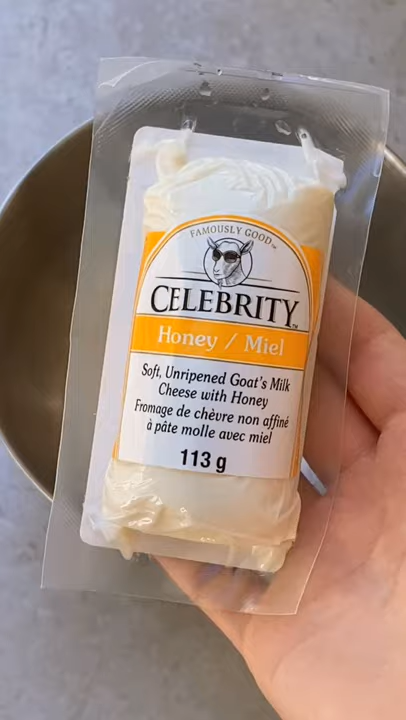 FAMOUSLY GOOD™
CELEBRITY™
Honey / Miel
Soft, Unripened Goat's Milk
Cheese with Honey
Fromage de chèvre non affiné
à pâte molle avec miel
113 g